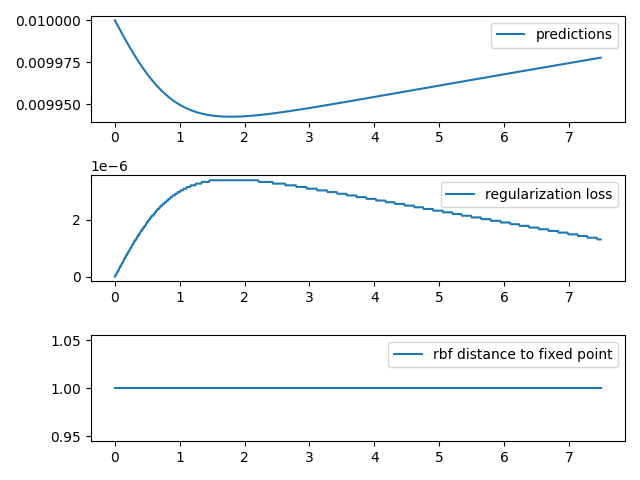 0.010000
predictions
0.009975
0.009950
0 1 2 3 4 5 6 7
1e−6
regularization loss
2
0
0 1 2 3 4 5 6 7
1.05
rbf distance to fixed point
1.00
0.95
0 1 2 3 4 5 6 7